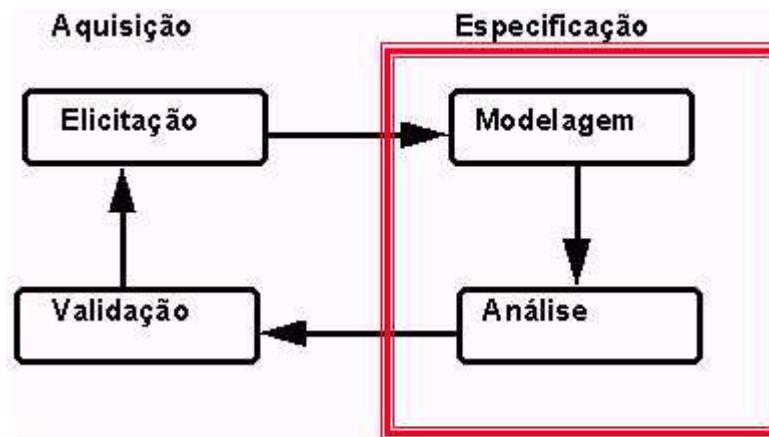 Aquisição
Especificação
Elicitação
Modelagem
Validação
Análise